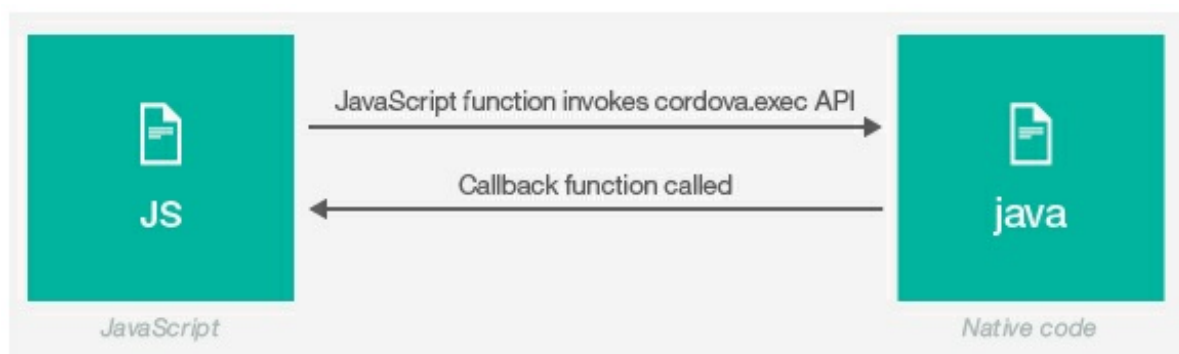 JavaScript function invokes cordova.exec API
Callback function called
JS
java
JavaScript
Native code